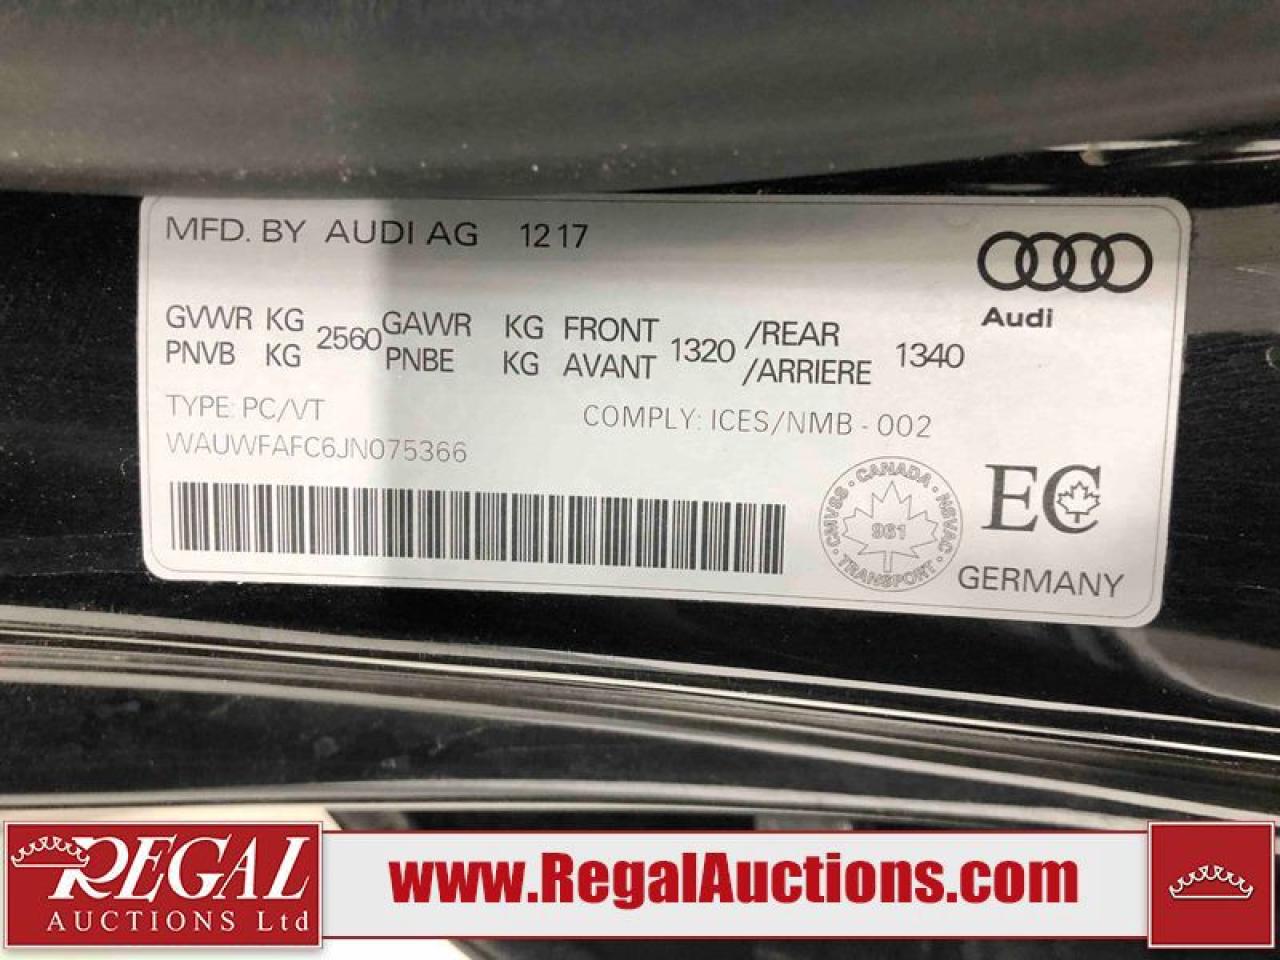 MFD. BY AUDI AG 12 17
GVWR KG 2560 GAWR KG FRONT 1320 /REAR 1340
PNVB KG PNBE KG AVANT /ARRIERE
Audi
TYPE: PC/VT COMPLY: ICES/NMB - 002
WAUWFAFC6JN075366
CANADA
CMVSS · NSVAC
961
TRANSPORT
EC
GERMANY
REGAL
AUCTIONS Ltd
www.RegalAuctions.com